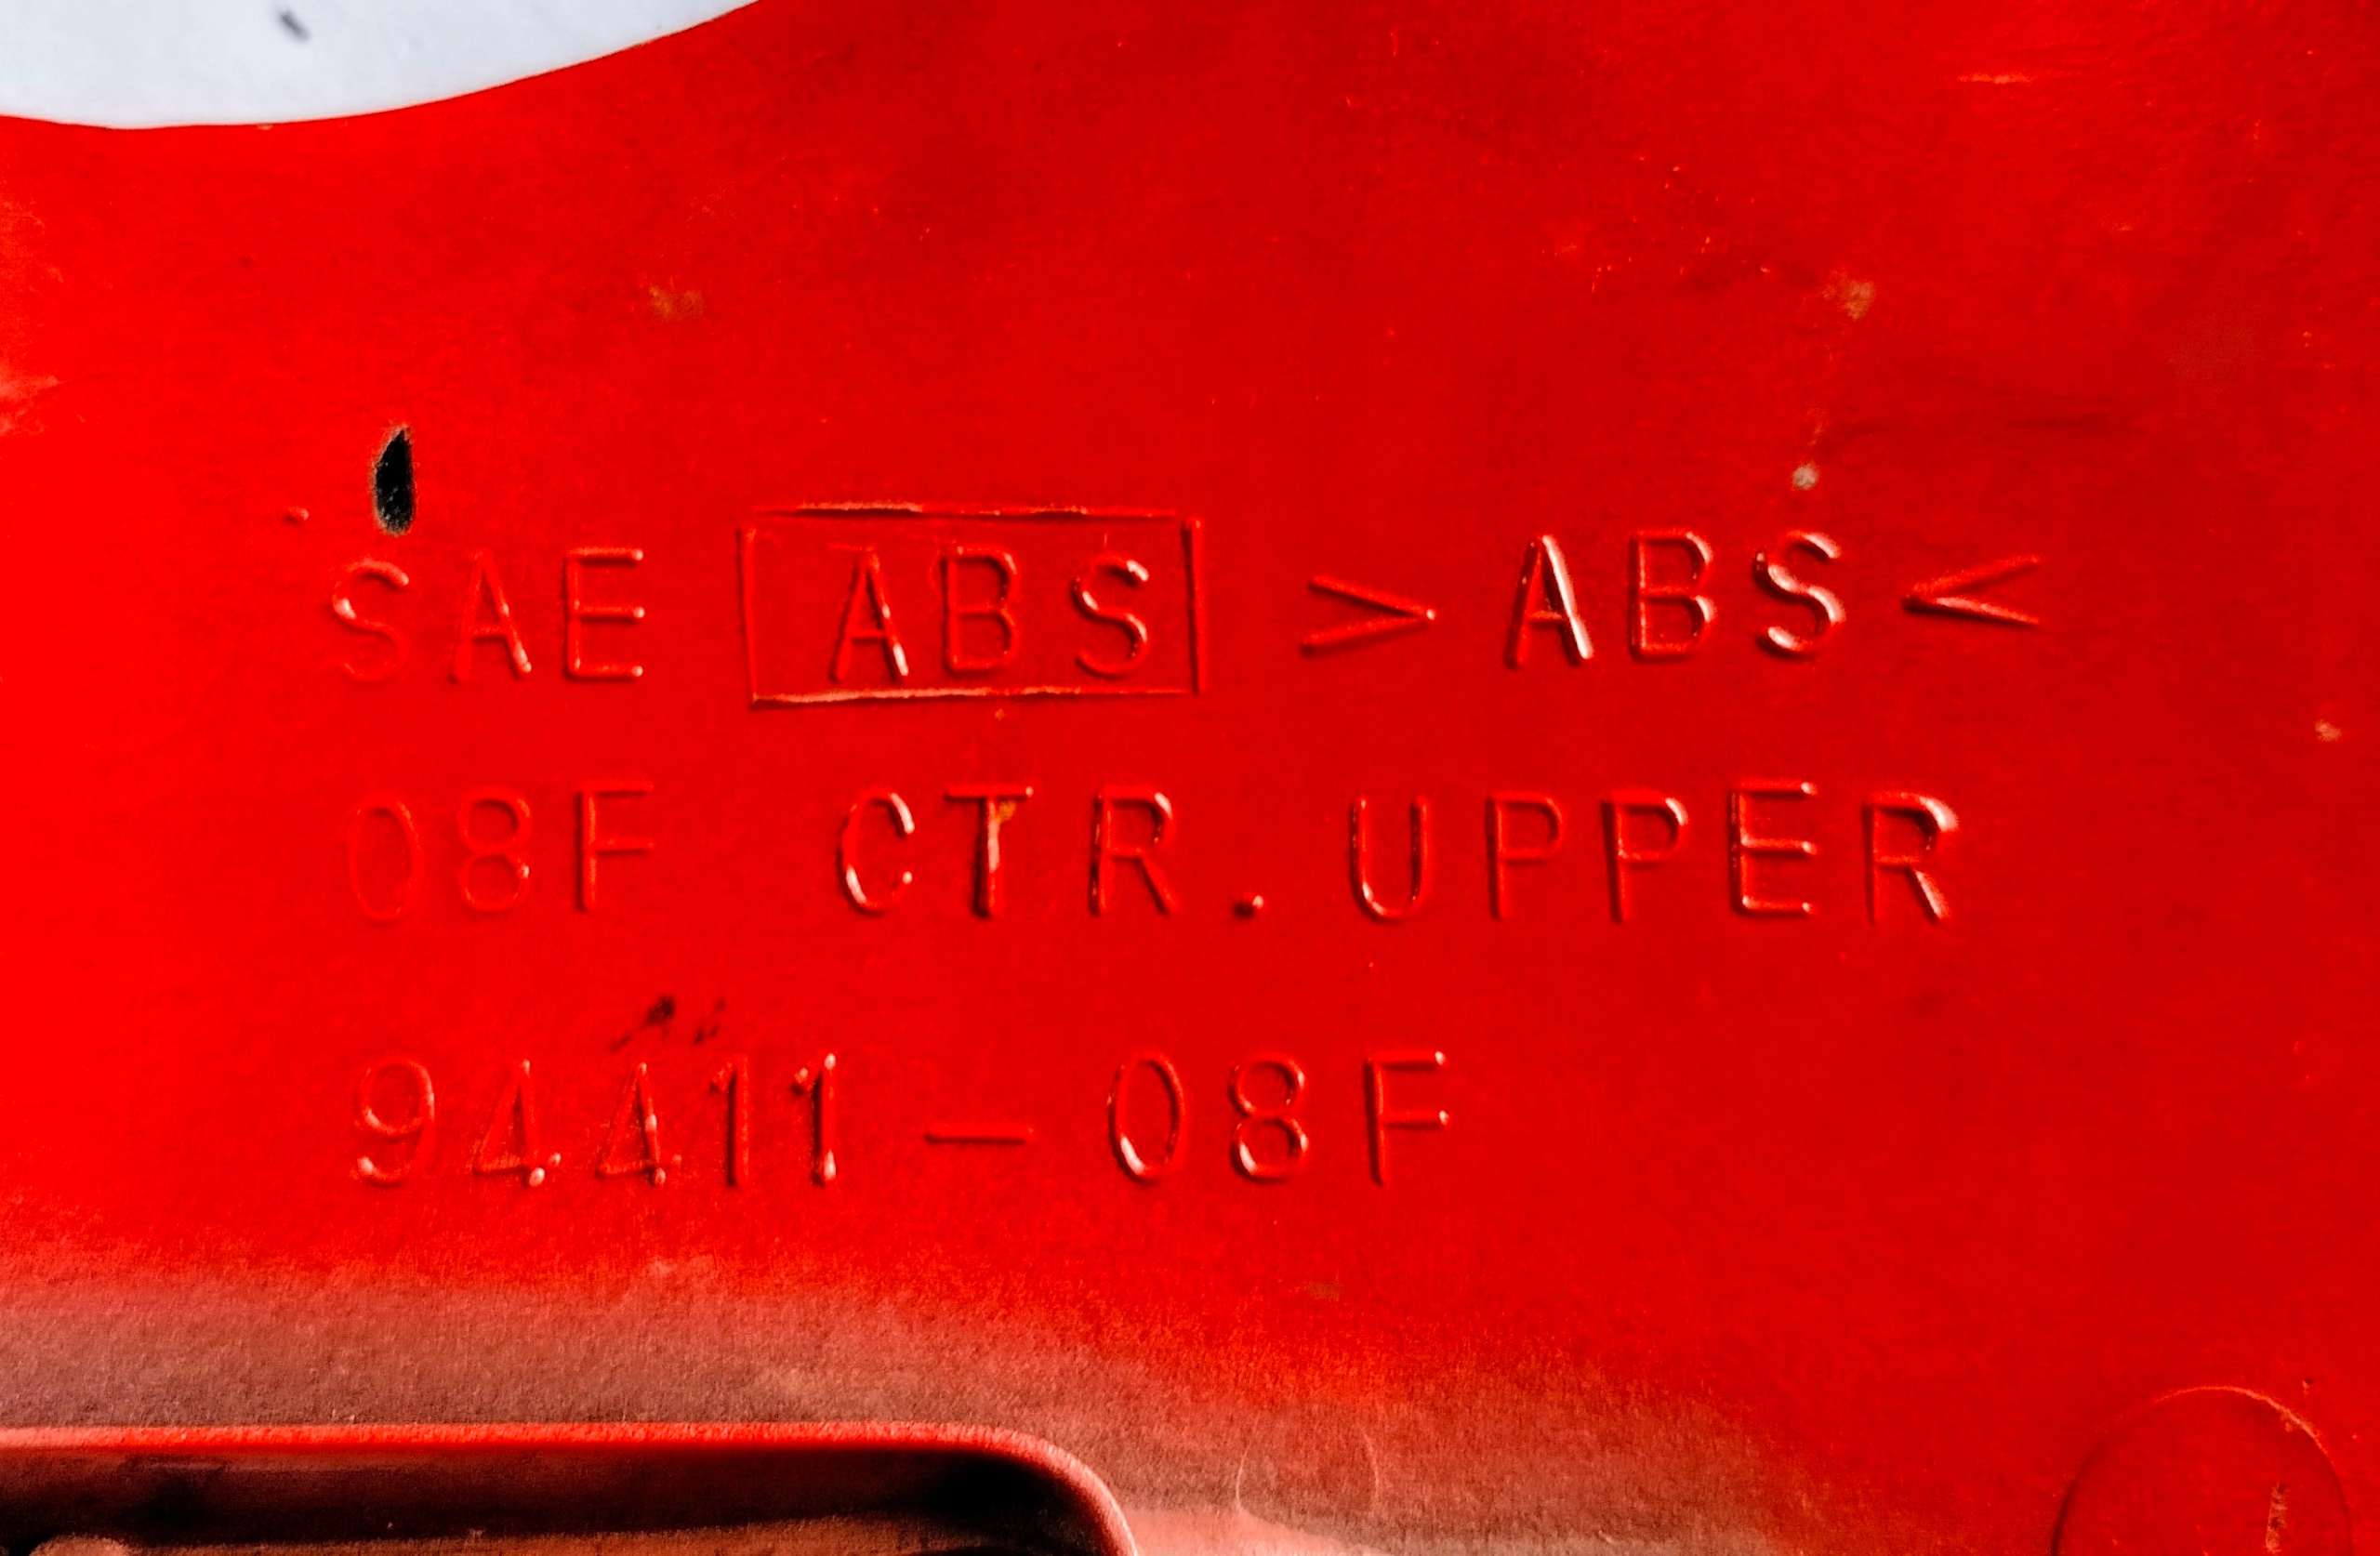 SAE ABS >ABS<
08F CTR. UPPER
94411-08F